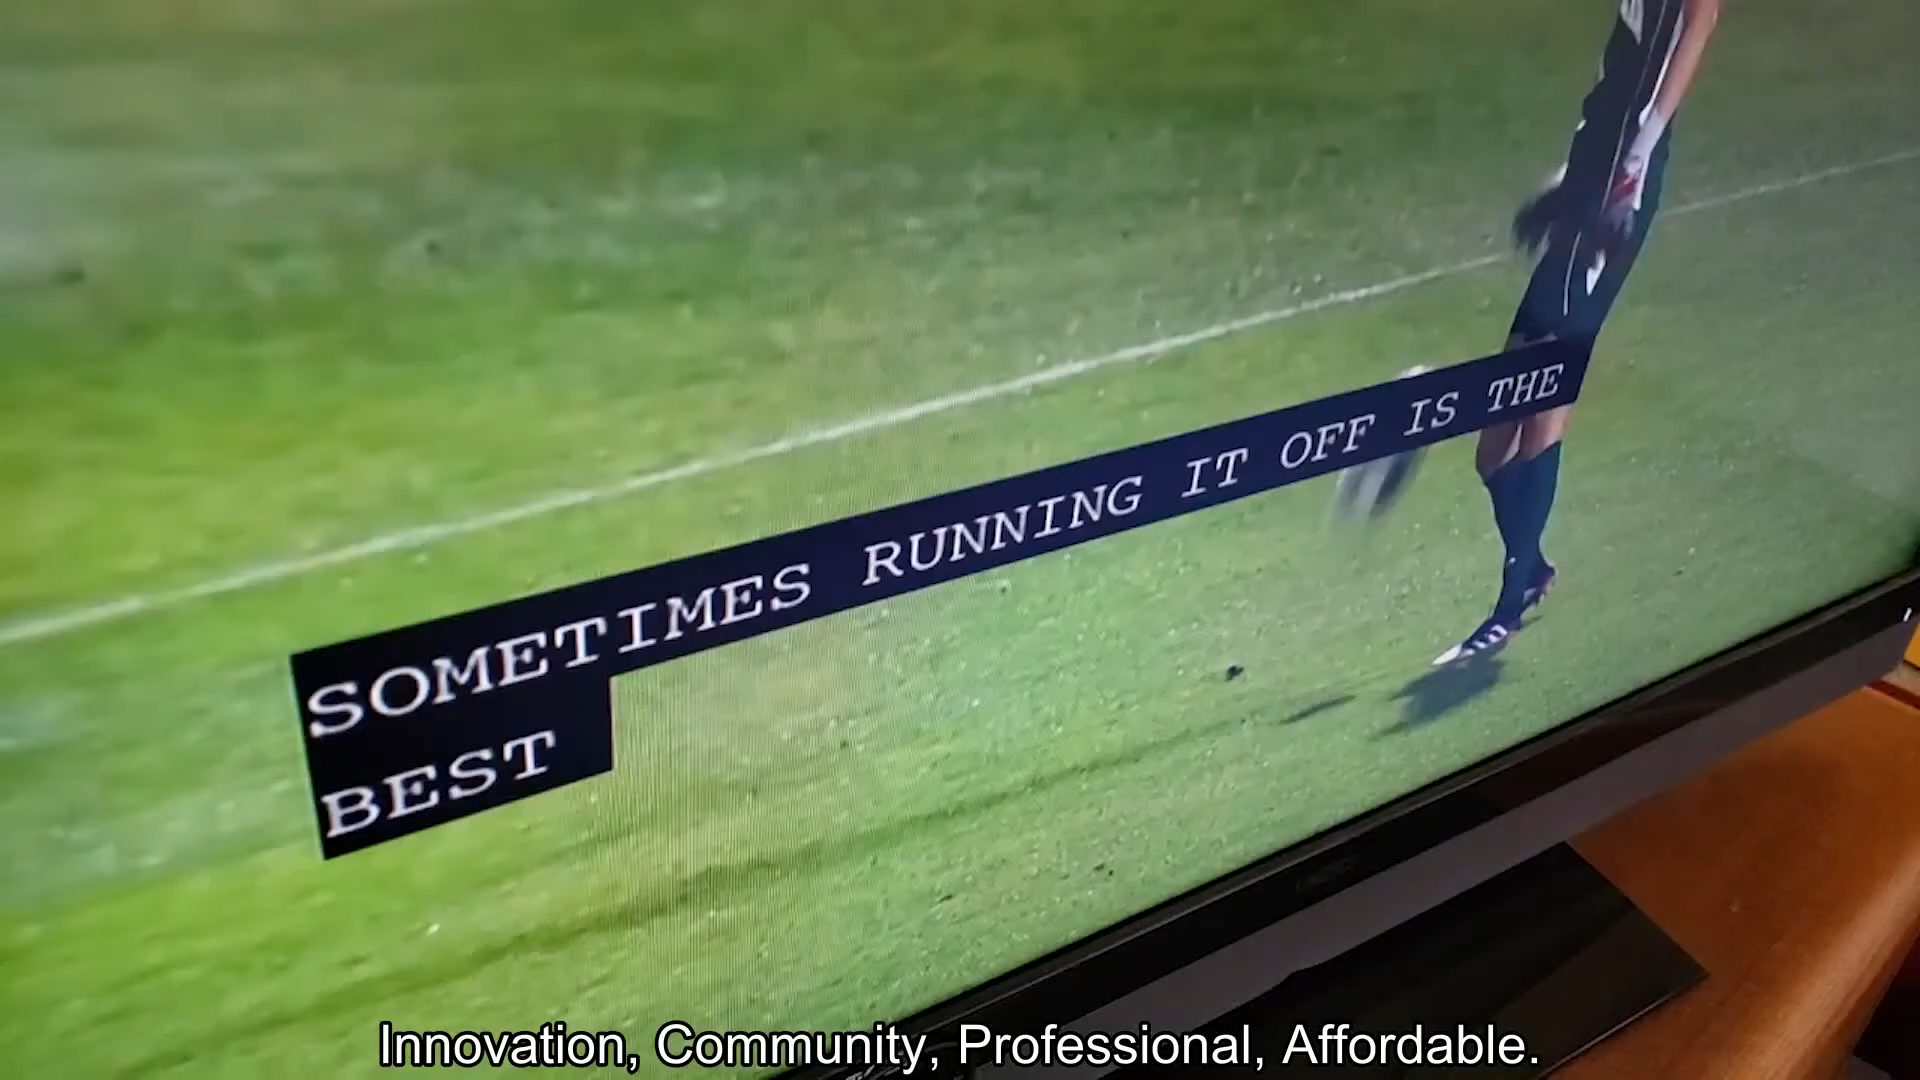 SOMETIMES RUNNING IT OFF IS THE
BEST
Innovation, Community, Professional, Affordable.